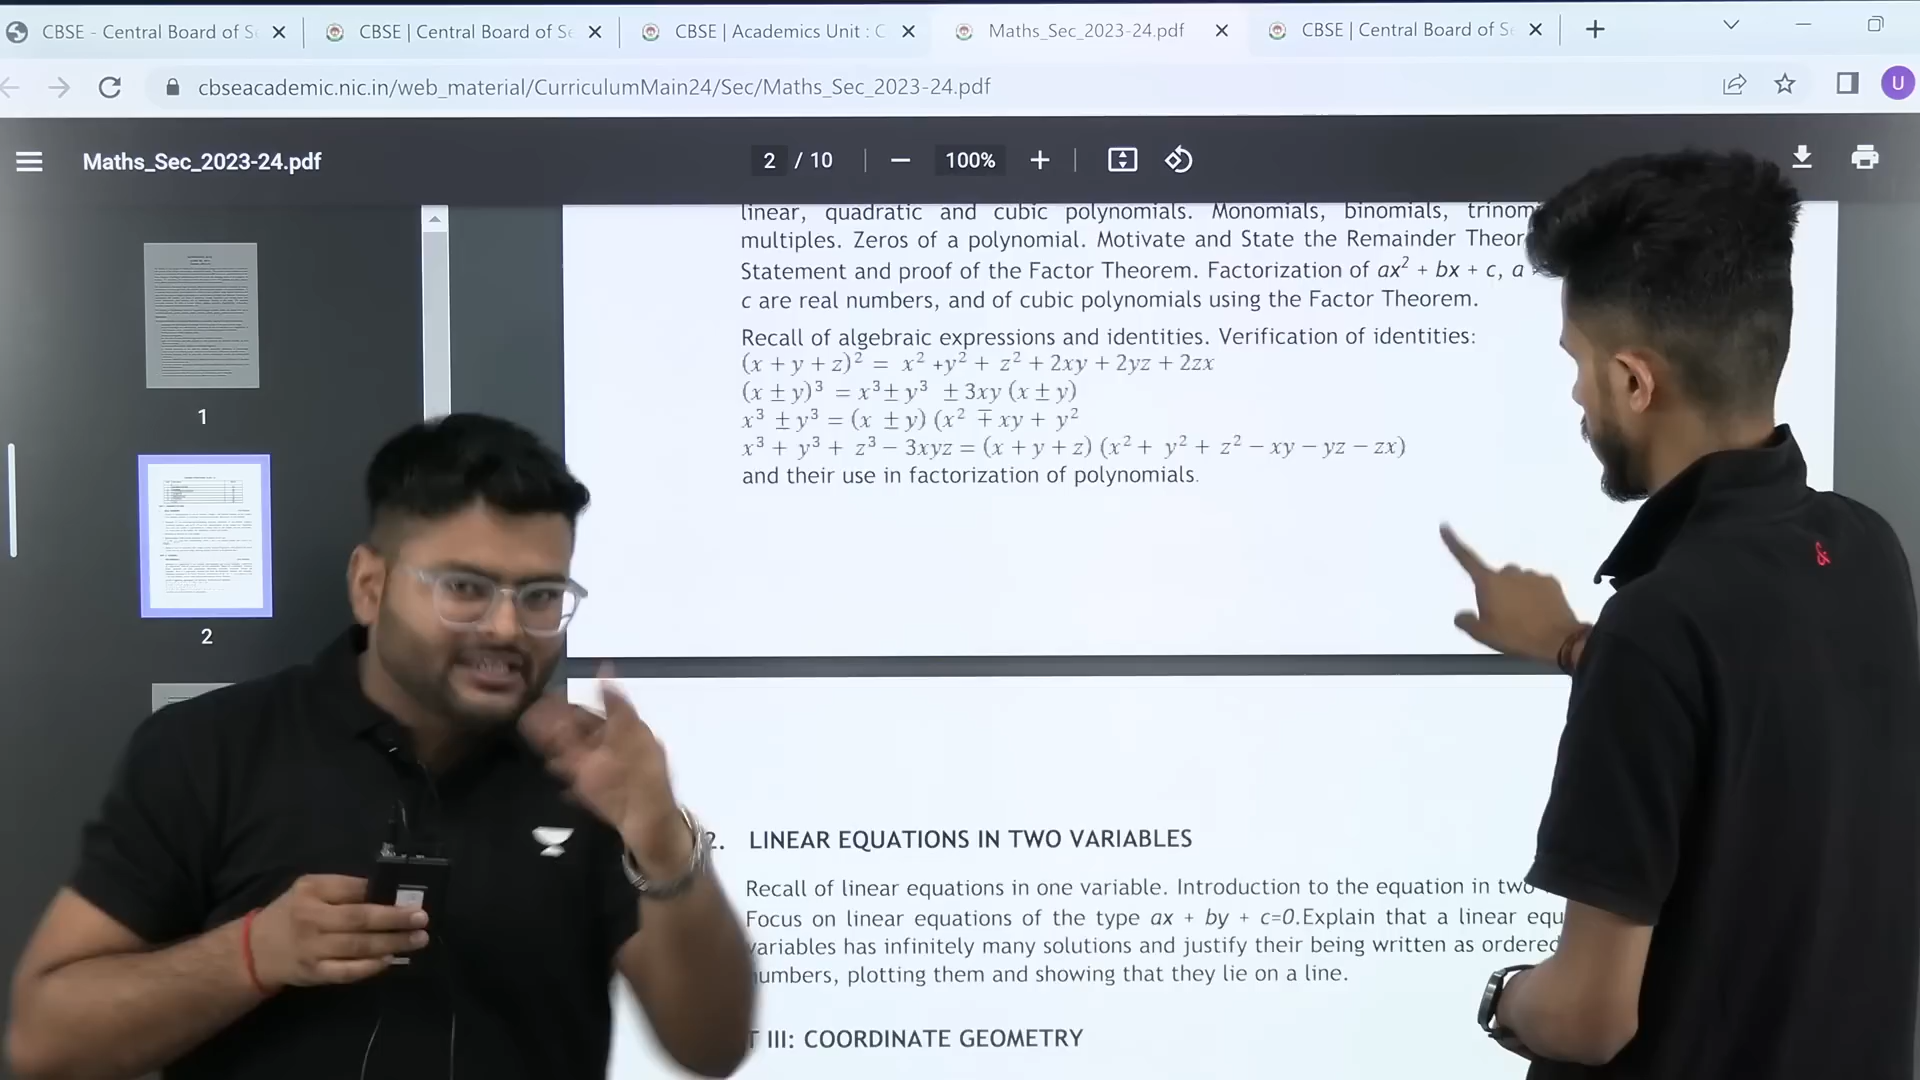 CBSE - Central Board of S
CBSE | Central Board of Se
CBSE | Academics Unit : C
Maths_Sec_2023-24.pdf
CBSE | Central Board of S
cbseacademic.nic.in/web_material/CurriculumMain24/Sec/Maths_Sec_2023-24.pdf
U
Maths_Sec_2023-24.pdf
2 / 10
100%
1
2
linear, quadratic and cubic polynomials. Monomials, binomials, trinom
multiples. Zeros of a polynomial. Motivate and State the Remainder Theor
Statement and proof of the Factor Theorem. Factorization of ax² + bx + c, a
c are real numbers, and of cubic polynomials using the Factor Theorem.
Recall of algebraic expressions and identities. Verification of identities:
(x + y + z)² = x² +y² + z² + 2xy + 2yz + 2zx
(x ± y)³ = x³± y³ ± 3xy (x ± y)
x³ ± y³ = (x ± y) (x² ∓ xy + y²
x³ + y³ + z³ − 3xyz = (x + y + z) (x² + y² + z² − xy − yz − zx)
and their use in factorization of polynomials.
2. LINEAR EQUATIONS IN TWO VARIABLES
Recall of linear equations in one variable. Introduction to the equation in two
Focus on linear equations of the type ax + by + c=0.Explain that a linear equ
variables has infinitely many solutions and justify their being written as ordered
numbers, plotting them and showing that they lie on a line.
T III: COORDINATE GEOMETRY